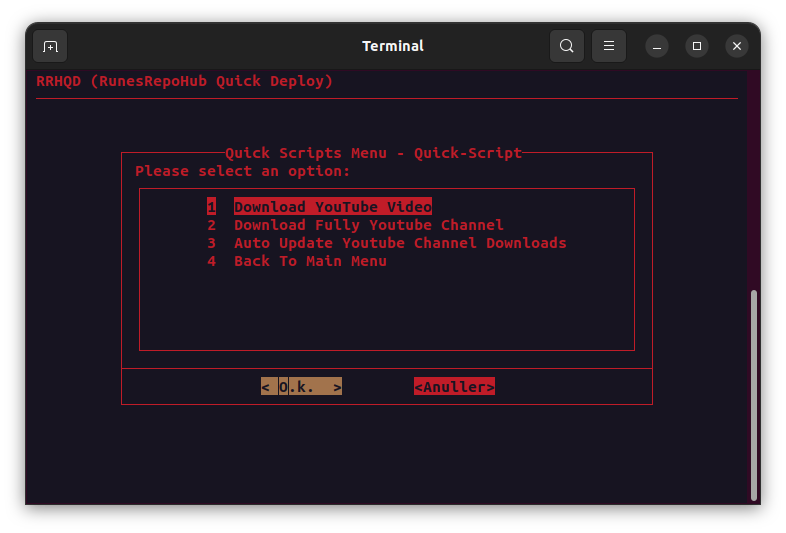 Terminal
RRHQD (RunesRepoHub Quick Deploy)
Quick Scripts Menu - Quick-Script
Please select an option:
1 Download YouTube Video
2 Download Fully Youtube Channel
3 Auto Update Youtube Channel Downloads
4 Back To Main Menu
< O.k. > <Anuller>